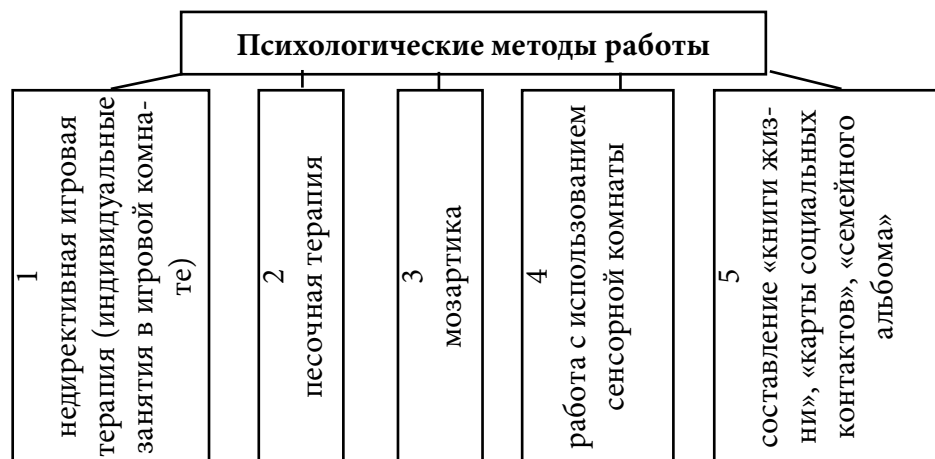 Психологические методы работы
1
недирективная игровая
терапия (индивидуальные
занятия в игровой комна-
те)
2
песочная терапия
3
мозартика
4
работа с использованием
сенсорной комнаты
5
составление «книги жиз-
ни», «карты социальных
контактов», «семейного
альбома»